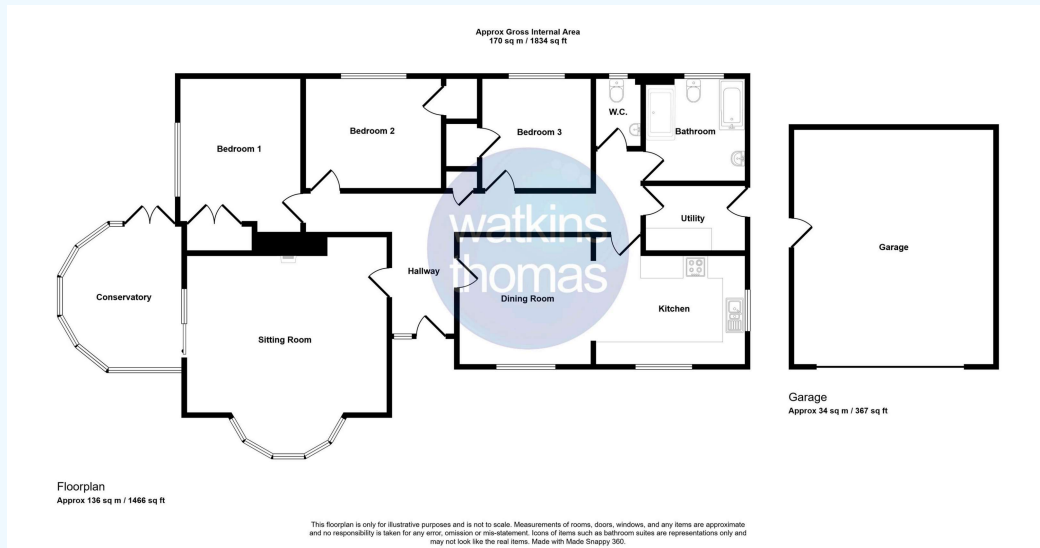 Approx Gross Internal Area
170 sq m / 1834 sq ft
Bedroom 1
Bedroom 2
Bedroom 3
W.C.
Bathroom
Utility
watkins
thomas
Conservatory
Sitting Room
Hallway
Dining Room
Kitchen
Garage
Garage
Approx 34 sq m / 367 sq ft
Floorplan
Approx 136 sq m / 1466 sq ft
This floorplan is only for illustrative purposes and is not to scale. Measurements of rooms, doors, windows, and any items are approximate
and no responsibility is taken for any error, omission or mis-statement. Icons of items such as bathroom suites are representations only and
may not look like the real items. Made with Made Snappy 360.